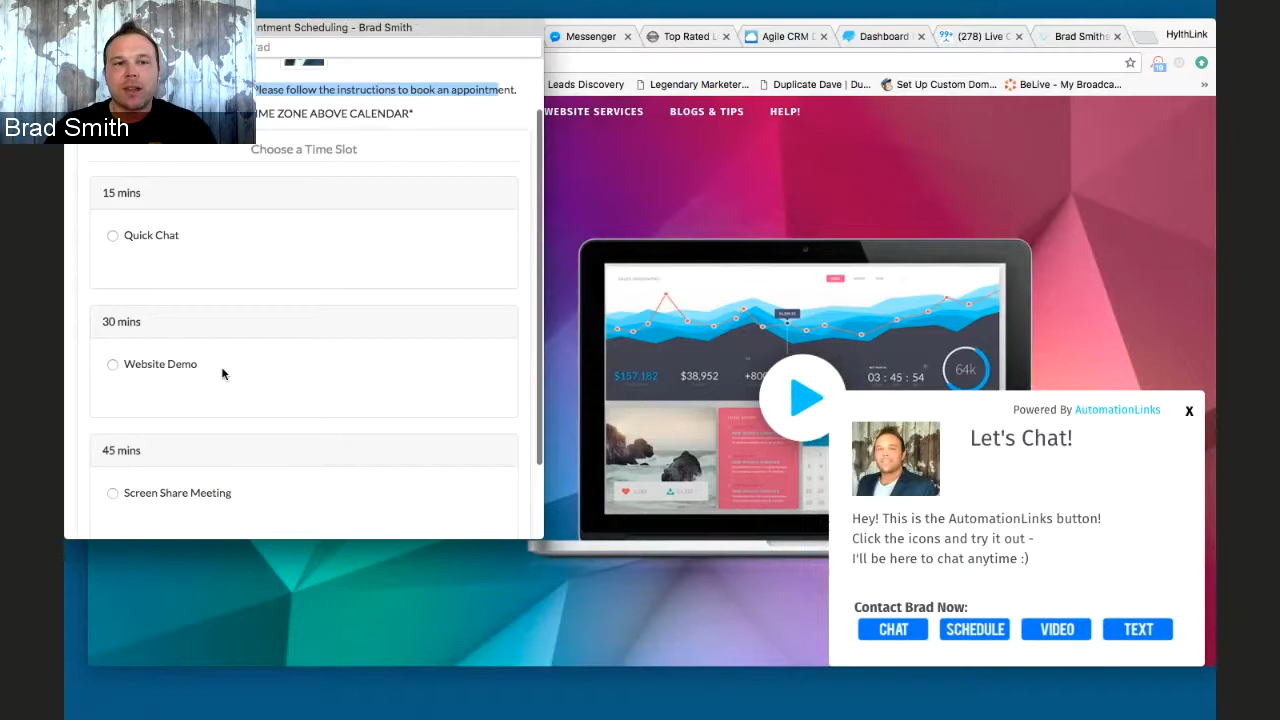 ntment Scheduling - Brad Smith
rad
Please follow the instructions to book an appointment.
IME ZONE ABOVE CALENDAR*
Brad Smith
Choose a Time Slot
15 mins
Quick Chat
30 mins
Website Demo
45 mins
Screen Share Meeting
Messenger
Top Rated L
Agile CRM D
Dashboard
99+
(278) Live C
Brad Smith
HylthLink
Leads Discovery
Legendary Marketer...
Duplicate Dave | Du...
Set Up Custom Dom...
BeLive - My Broadca...
»
WEBSITE SERVICES
BLOGS & TIPS
HELP!
$157,182
$38,952
+800
03 : 45 : 54
64k
Powered By AutomationLinks
X
Let's Chat!
Hey! This is the AutomationLinks button!
Click the icons and try it out -
I'll be here to chat anytime :)
Contact Brad Now:
CHAT
SCHEDULE
VIDEO
TEXT